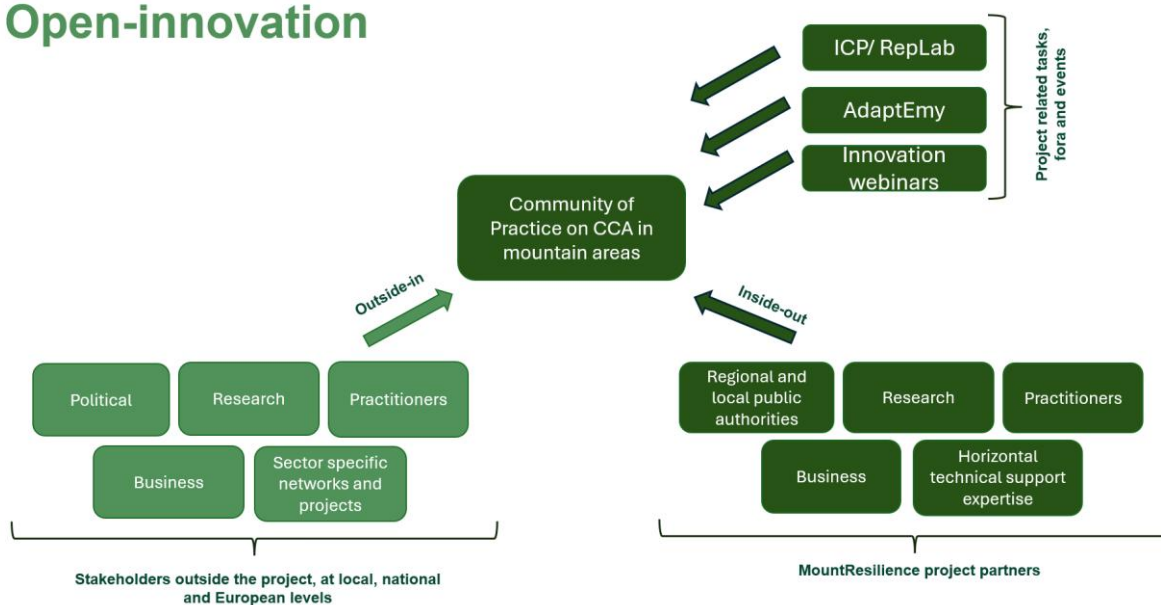 Open-innovation
ICP/ RepLab
AdaptEmy
Innovation
webinars
Project related tasks,
fora and events
Community of
Practice on CCA in
mountain areas
Outside-in
Inside-out
Political
Research
Practitioners
Business
Sector specific
networks and
projects
Stakeholders outside the project, at local, national
and European levels
Regional and
local public
authorities
Research
Practitioners
Business
Horizontal
technical support
expertise
MountResilience project partners